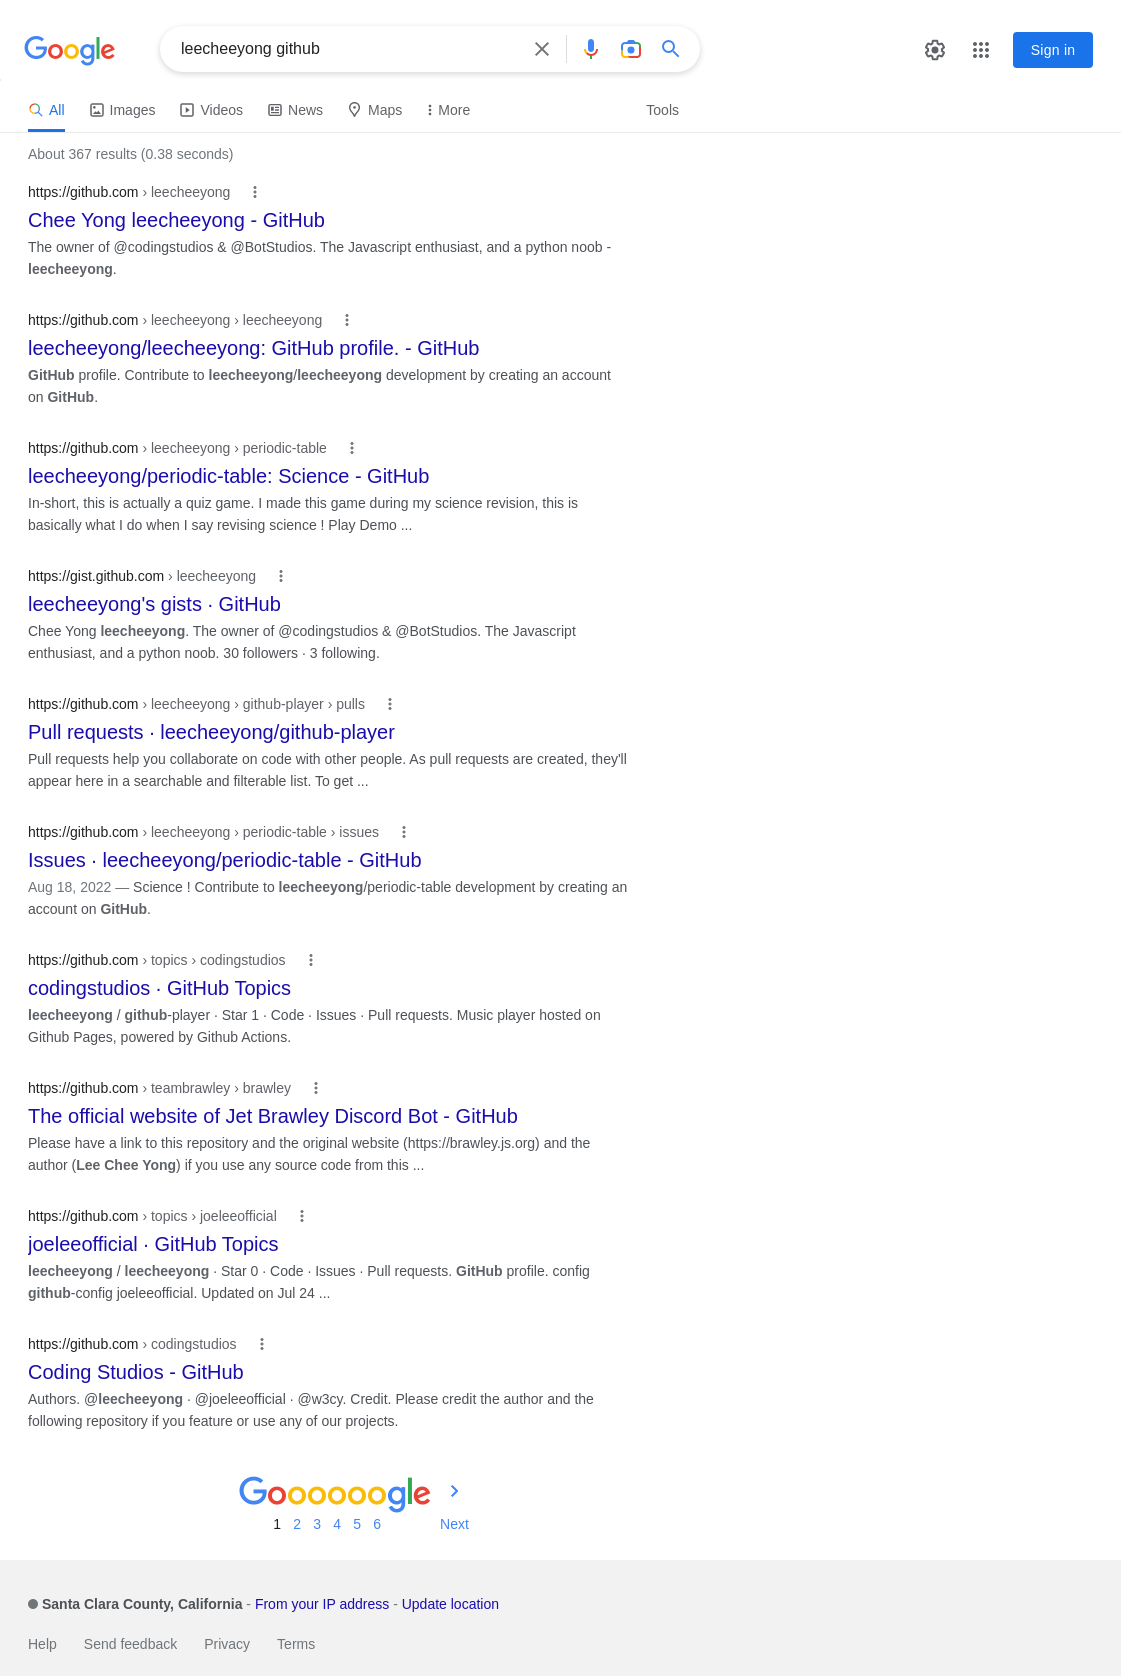 Google
leecheeyong github
Sign in
All
Images
Videos
News
Maps
More
Tools
About 367 results (0.38 seconds)
https://github.com › leecheeyong
Chee Yong leecheeyong - GitHub
The owner of @codingstudios & @BotStudios. The Javascript enthusiast, and a python noob -
leecheeyong.
https://github.com › leecheeyong › leecheeyong
leecheeyong/leecheeyong: GitHub profile. - GitHub
GitHub profile. Contribute to leecheeyong/leecheeyong development by creating an account
on GitHub.
https://github.com › leecheeyong › periodic-table
leecheeyong/periodic-table: Science - GitHub
In-short, this is actually a quiz game. I made this game during my science revision, this is
basically what I do when I say revising science ! Play Demo ...
https://gist.github.com › leecheeyong
leecheeyong's gists · GitHub
Chee Yong leecheeyong. The owner of @codingstudios & @BotStudios. The Javascript
enthusiast, and a python noob. 30 followers · 3 following.
https://github.com › leecheeyong › github-player › pulls
Pull requests · leecheeyong/github-player
Pull requests help you collaborate on code with other people. As pull requests are created, they'll
appear here in a searchable and filterable list. To get ...
https://github.com › leecheeyong › periodic-table › issues
Issues · leecheeyong/periodic-table - GitHub
Aug 18, 2022 — Science ! Contribute to leecheeyong/periodic-table development by creating an
account on GitHub.
https://github.com › topics › codingstudios
codingstudios · GitHub Topics
leecheeyong / github-player · Star 1 · Code · Issues · Pull requests. Music player hosted on
Github Pages, powered by Github Actions.
https://github.com › teambrawley › brawley
The official website of Jet Brawley Discord Bot - GitHub
Please have a link to this repository and the original website (https://brawley.js.org) and the
author (Lee Chee Yong) if you use any source code from this ...
https://github.com › topics › joeleeofficial
joeleeofficial · GitHub Topics
leecheeyong / leecheeyong · Star 0 · Code · Issues · Pull requests. GitHub profile. config
github-config joeleeofficial. Updated on Jul 24 ...
https://github.com › codingstudios
Coding Studios - GitHub
Authors. @leecheeyong · @joeleeofficial · @w3cy. Credit. Please credit the author and the
following repository if you feature or use any of our projects.
Goooooogle
1 2 3 4 5 6 Next
Santa Clara County, California - From your IP address - Update location
Help Send feedback Privacy Terms